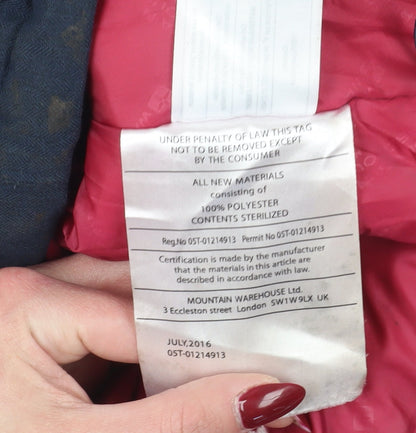 UNDER PENALTY OF LAW THIS TAG
NOT TO BE REMOVED EXCEPT
BY THE CONSUMER
ALL NEW MATERIALS
consisting of
100% POLYESTER
CONTENTS STERILIZED
Reg.No 05T-01214913 Permit No 05T-01214913
Certification is made by the manufacturer
that the materials in this article are
described in accordance with law.
MOUNTAIN WAREHOUSE Ltd.
3 Eccleston street London SW1W9LX UK
JULY,2016
05T-01214913